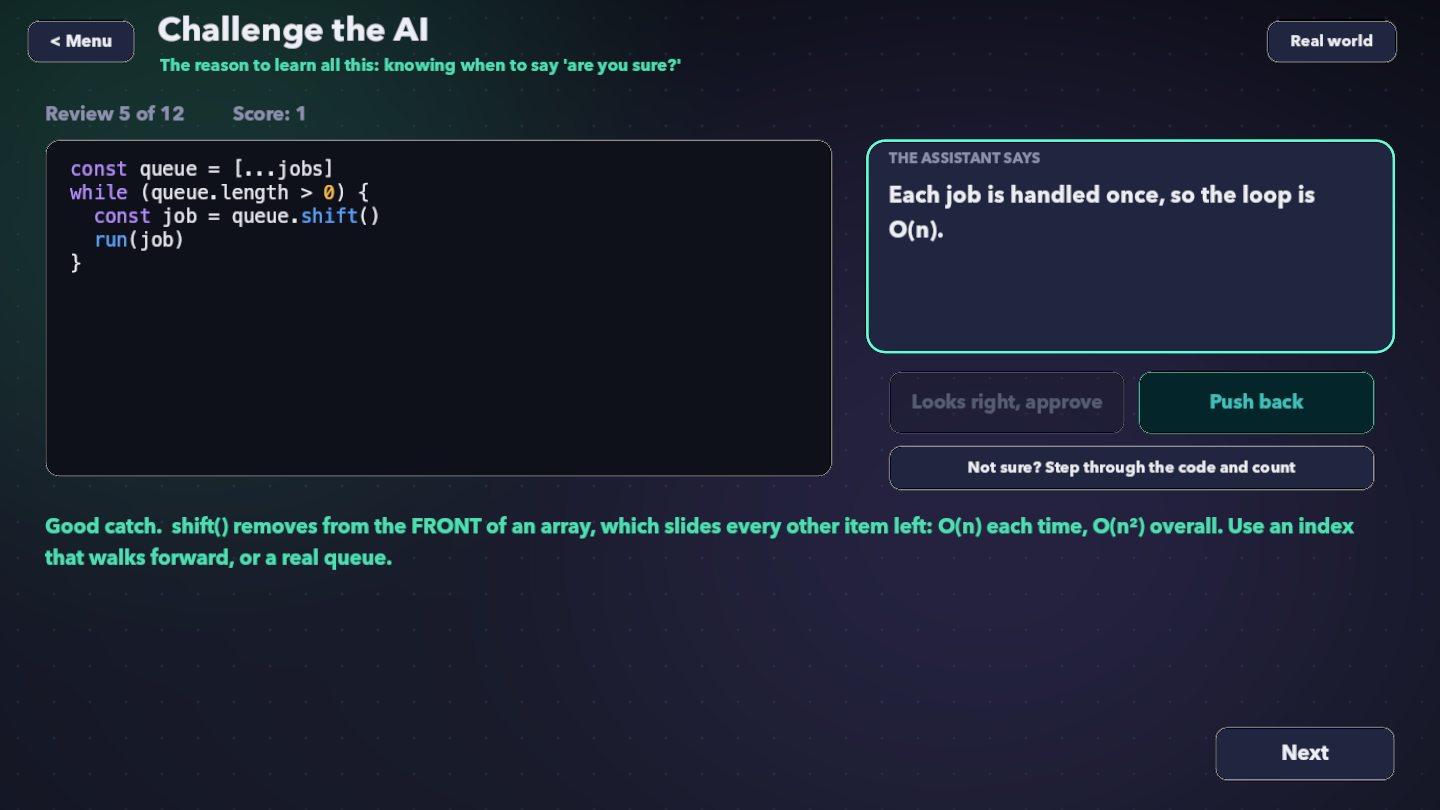 < Menu
Challenge the AI
Real world
The reason to learn all this: knowing when to say 'are you sure?'
Review 5 of 12
Score: 1
const queue = [...jobs]
while (queue.length > 0) {
  const job = queue.shift()
  run(job)
}
THE ASSISTANT SAYS
Each job is handled once, so the loop is
O(n).
Looks right, approve
Push back
Not sure? Step through the code and count
Good catch.  shift() removes from the FRONT of an array, which slides every other item left: O(n) each time, O(n²) overall. Use an index
that walks forward, or a real queue.
Next